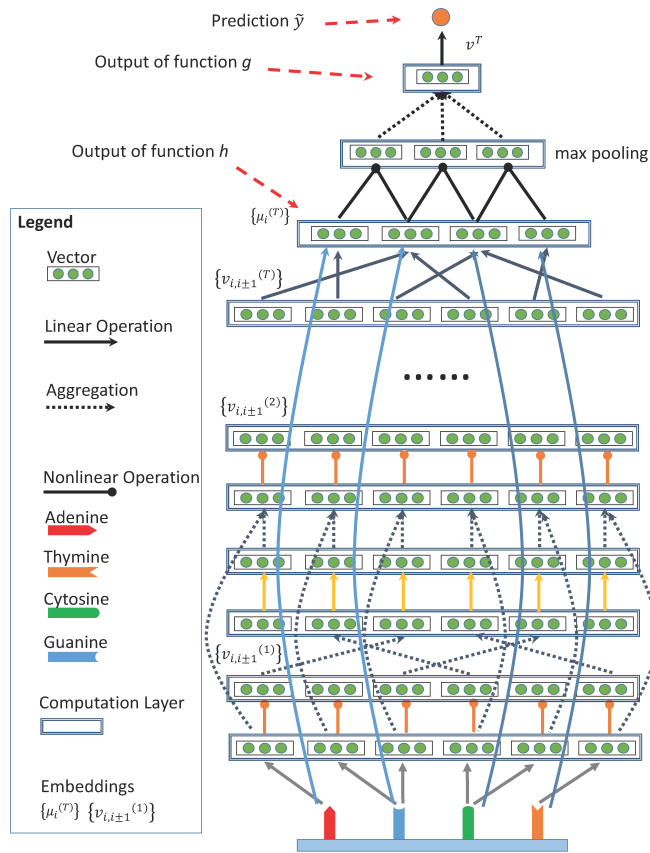 Prediction ỹ
v^T
Output of function g
Output of function h
max pooling
{μ_i^(T)}
{v_{i,i±1}^(T)}
......
{v_{i,i±1}^(2)}
{v_{i,i±1}^(1)}
Legend
Vector
Linear Operation
Aggregation
Nonlinear Operation
Adenine
Thymine
Cytosine
Guanine
Computation Layer
Embeddings
{μ_i^(T)} {v_{i,i±1}^(1)}